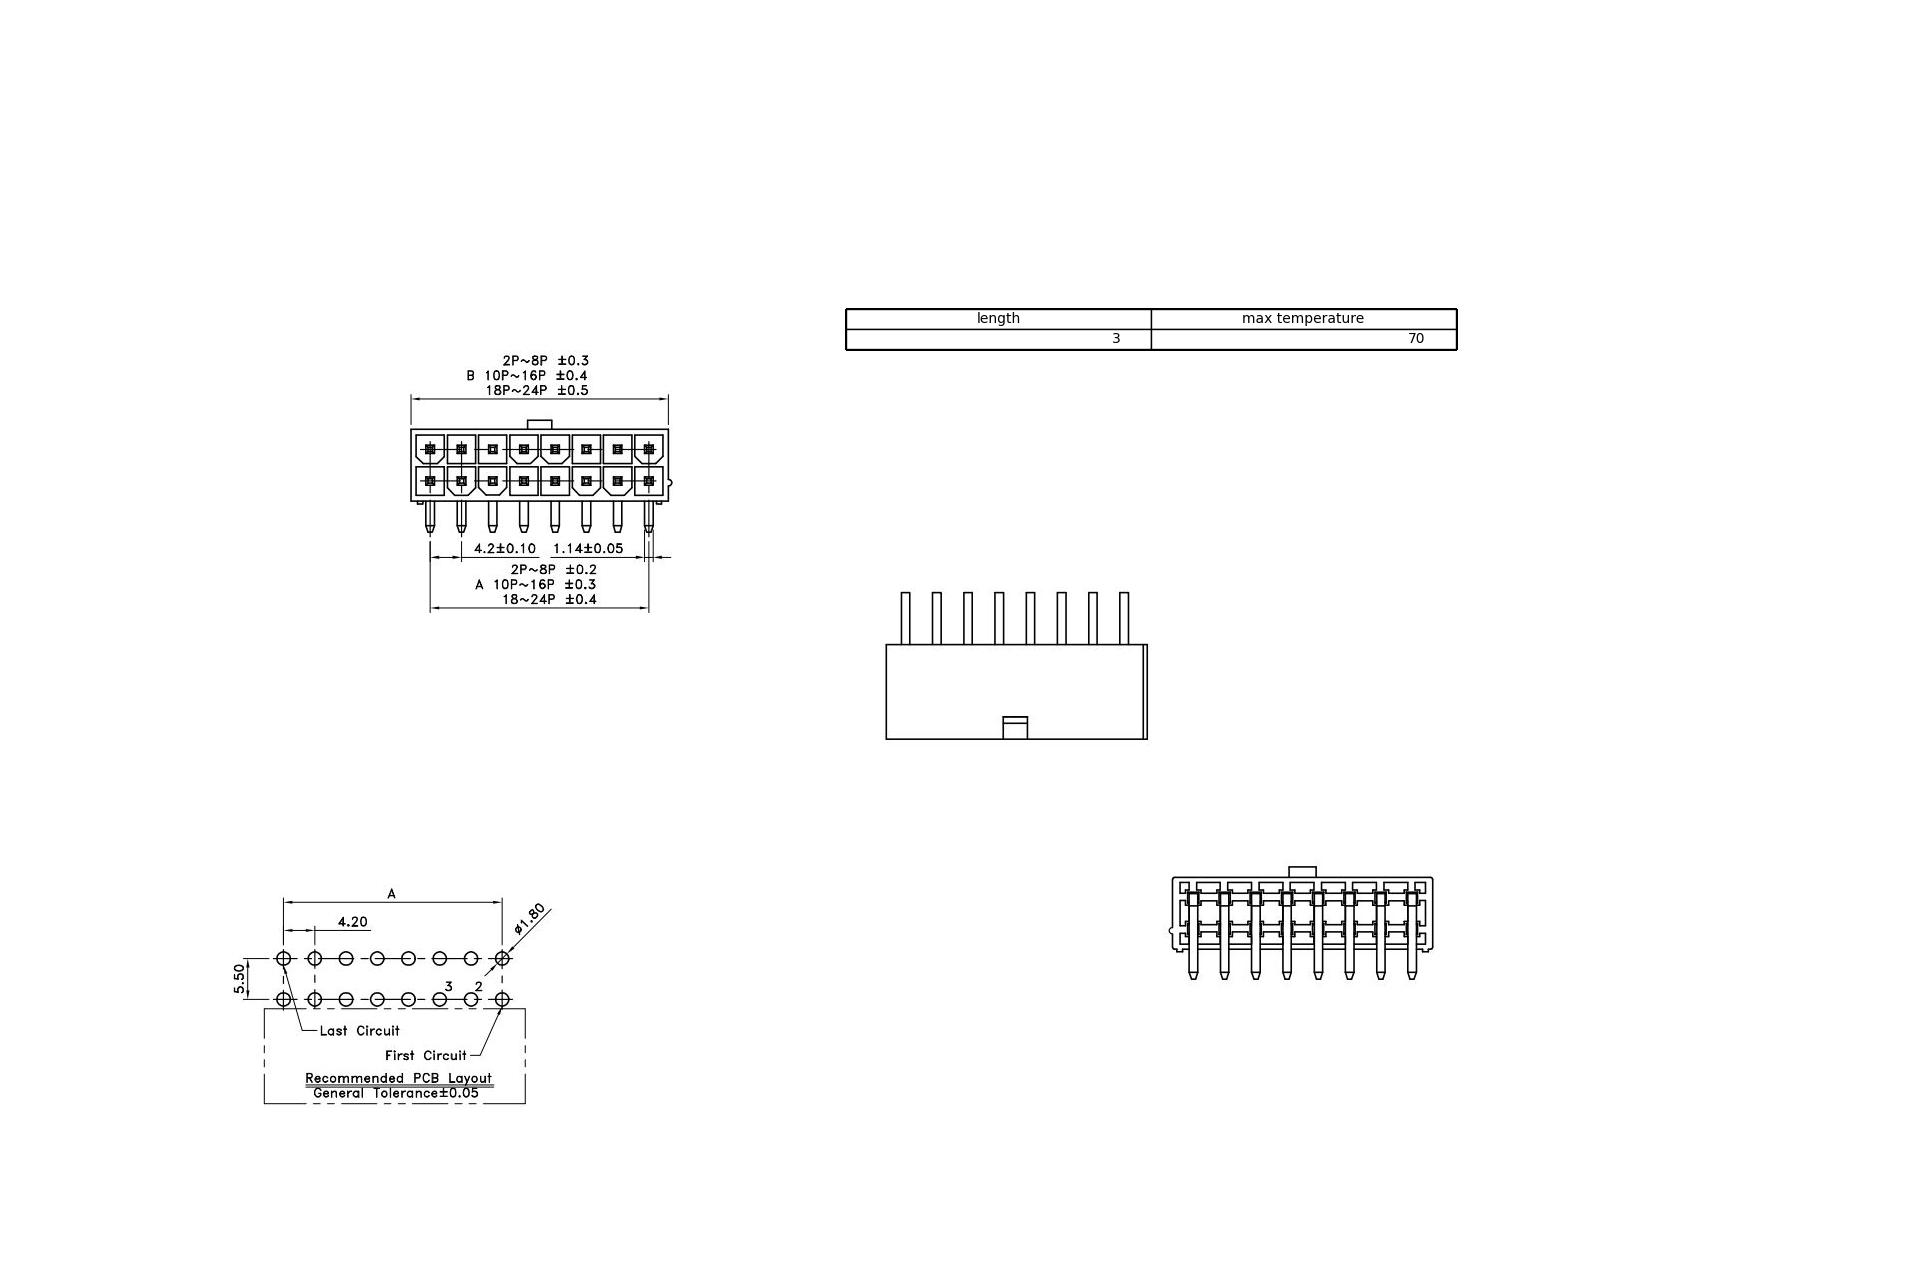 length max temperature
3 70
2P~8P ±0.3
B 10P~16P ±0.4
18P~24P ±0.5
4.2±0.10 1.14±0.05
2P~8P ±0.2
A 10P~16P ±0.3
18~24P ±0.4
A
4.20
ø1.80
5.50
3 2
Last Circuit
First Circuit
Recommended PCB Layout
General Tolerance±0.05